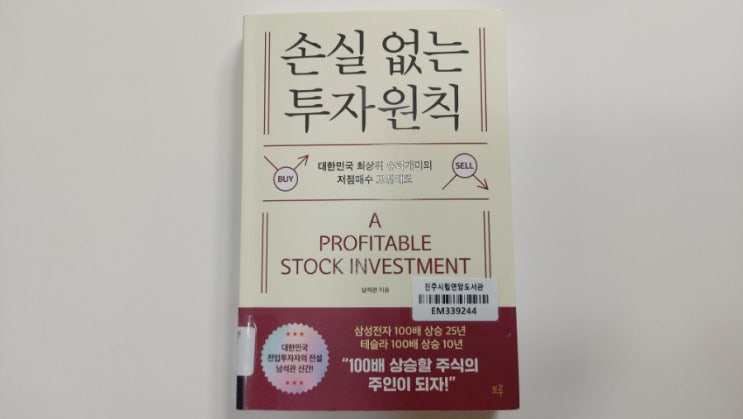 손실 없는
투자 원칙
BUY
대한민국 최상위 슈퍼개미의
저점매수 고점매도
SELL
A
PROFITABLE
STOCK INVESTMENT
남석관 지음
진주시립연암도서관
EM339244
대한민국
전업투자자의 전설
남석관 신간!
삼성전자 100배 상승 25년
테슬라 100배 상승 10년
“100배 상승할 주식의
주인이 되자!”
모루